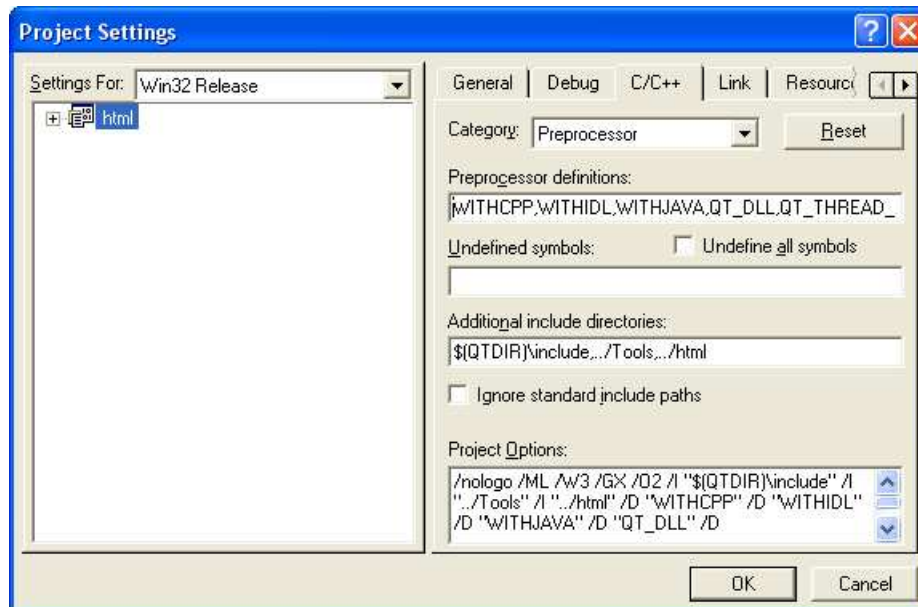 Project Settings
Settings For: Win32 Release
html
General Debug C/C++ Link Resourc
Category: Preprocessor Reset
Preprocessor definitions:
WITHCPP,WITHIDL,WITHJAVA,QT_DLL,QT_THREAD_
Undefined symbols: Undefine all symbols
Additional include directories:
$(QTDIR)\include,../Tools,../html
Ignore standard include paths
Project Options:
/nologo /ML /W3 /GX /O2 /I "$(QTDIR)\include" /I
"../Tools" /I "../html" /D "WITHCPP" /D "WITHIDL"
/D "WITHJAVA" /D "QT_DLL" /D
OK Cancel